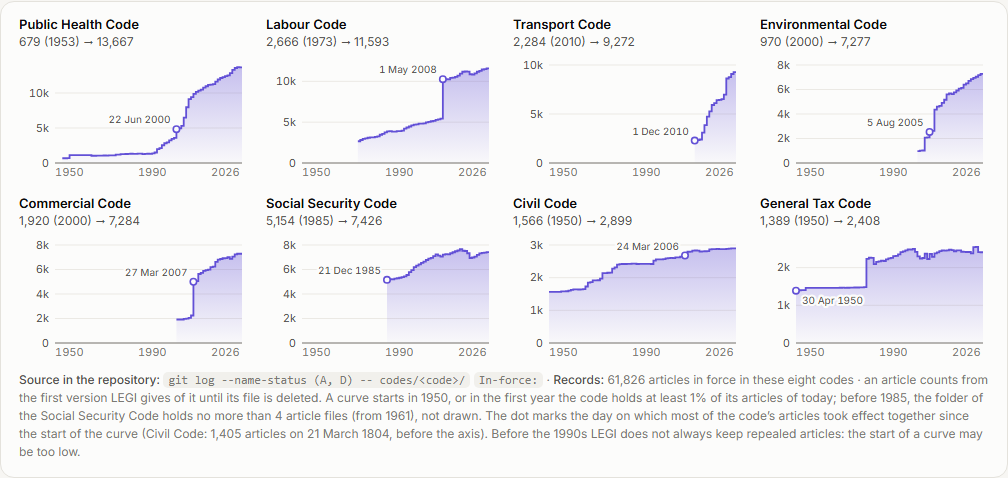 Public Health Code
679 (1953) → 13,667
10k
5k
0
22 Jun 2000
1950
1990
2026
Labour Code
2,666 (1973) → 11,593
10k
5k
0
1 May 2008
1950
1990
2026
Transport Code
2,284 (2010) → 9,272
10k
5k
0
1 Dec 2010
1950
1990
2026
Environmental Code
970 (2000) → 7,277
8k
6k
4k
2k
0
5 Aug 2005
1950
1990
2026
Commercial Code
1,920 (2000) → 7,284
8k
6k
4k
2k
0
27 Mar 2007
1950
1990
2026
Social Security Code
5,154 (1985) → 7,426
8k
6k
4k
2k
0
21 Dec 1985
1950
1990
2026
Civil Code
1,566 (1950) → 2,899
3k
2k
1k
0
24 Mar 2006
1950
1990
2026
General Tax Code
1,389 (1950) → 2,408
2k
1k
0
30 Apr 1950
1950
1990
2026
Source in the repository: git log --name-status (A, D) -- codes/<code>/ In-force: · Records: 61,826 articles in force in these eight codes · an article counts from
the first version LEGI gives of it until its file is deleted. A curve starts in 1950, or in the first year the code holds at least 1% of its articles of today; before 1985, the folder of
the Social Security Code holds no more than 4 article files (from 1961), not drawn. The dot marks the day on which most of the code's articles took effect together since
the start of the curve (Civil Code: 1,405 articles on 21 March 1804, before the axis). Before the 1990s LEGI does not always keep repealed articles: the start of a curve may
be too low.